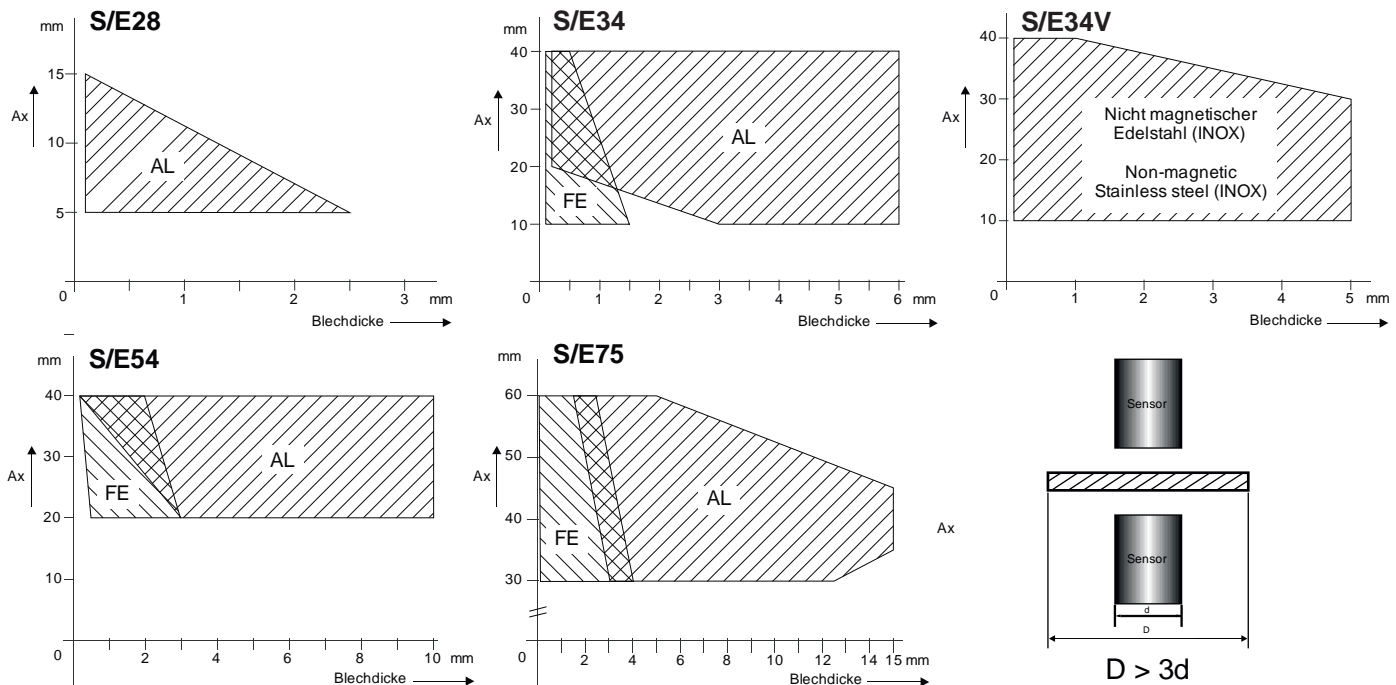 S/E28
mm
15
Ax
10
AL
5
0
1
2
3
mm
Blechdicke
S/E34
mm
40
30
Ax
AL
20
FE
10
0
1
2
3
4
5
6
mm
Blechdicke
S/E34V
mm
40
Ax
30
Nicht magnetischer
Edelstahl (INOX)
20
Non-magnetic
Stainless steel (INOX)
10
0
1
2
3
4
5
mm
Blechdicke
S/E54
mm
40
30
Ax
AL
FE
20
10
0
2
4
6
8
10
mm
Blechdicke
S/E75
mm
60
50
Ax
AL
40
FE
30
0
2
4
6
8
10
12
14
15
mm
Blechdicke
Sensor
Ax
Sensor
d
D
D > 3d